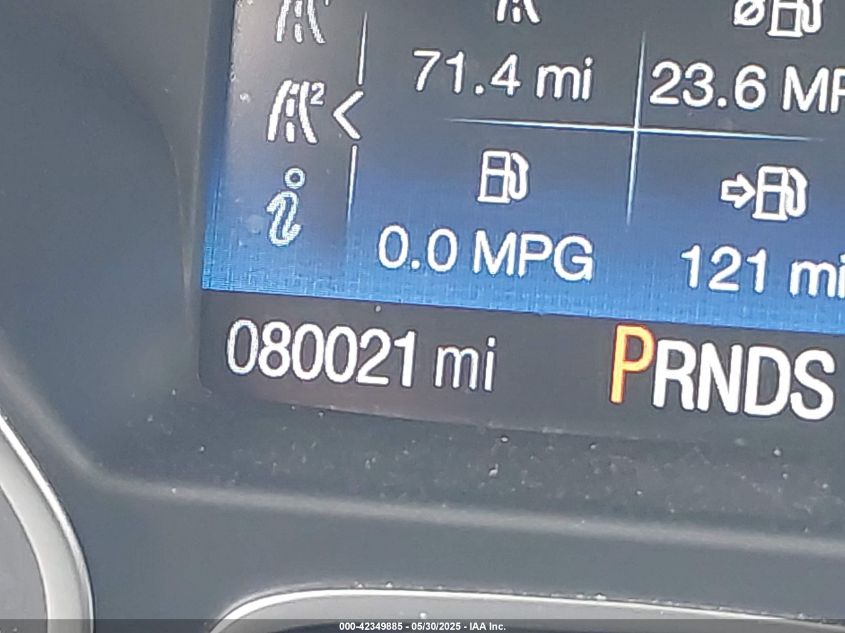 71.4 mi 23.6 MP
2
0.0 MPG 121 mi
080021 mi PRNDS
000-42349885 - 05/30/2025 - IAA Inc.